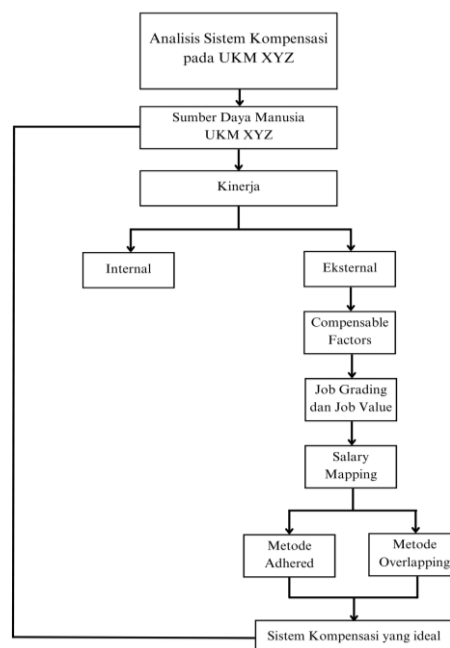 Analisis Sistem Kompensasi
pada UKM XYZ
Sumber Daya Manusia
UKM XYZ
Kinerja
Internal
Eksternal
Compensable
Factors
Job Grading
dan Job Value
Salary
Mapping
Metode
Adhered
Metode
Overlapping
Sistem Kompensasi yang ideal